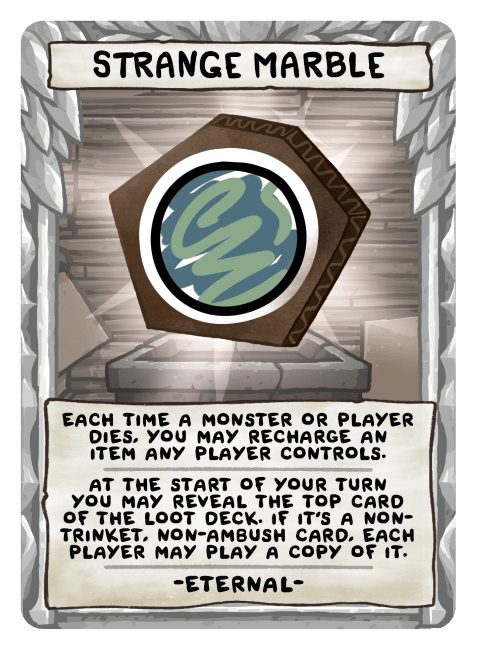 STRANGE MARBLE
EACH TIME A MONSTER OR PLAYER
DIES, YOU MAY RECHARGE AN
ITEM ANY PLAYER CONTROLS.
AT THE START OF YOUR TURN
YOU MAY REVEAL THE TOP CARD
OF THE LOOT DECK. IF IT'S A NON-
TRINKET, NON-AMBUSH CARD, EACH
PLAYER MAY PLAY A COPY OF IT.
-ETERNAL-